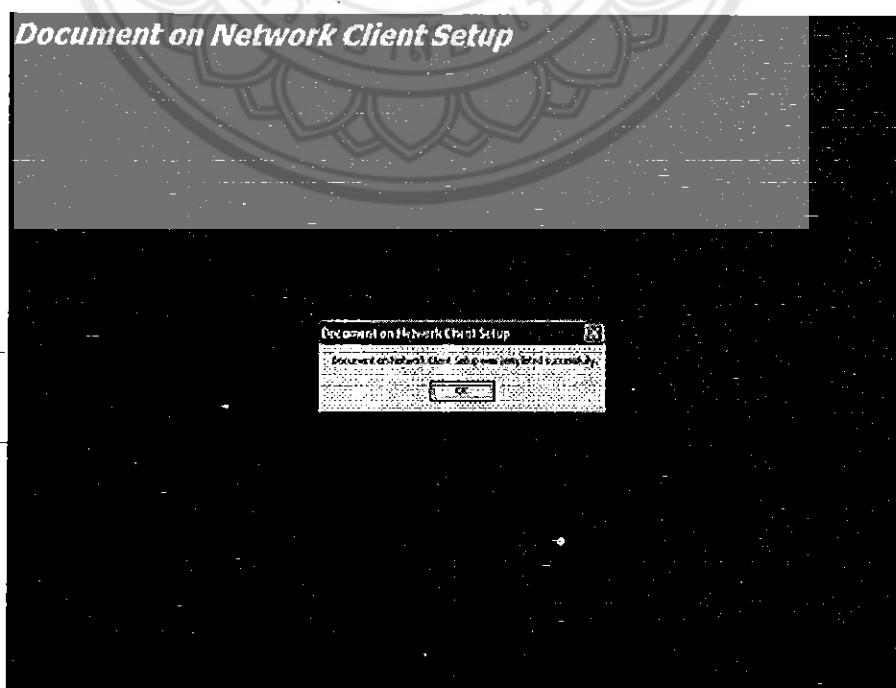 Document on Network Client Setup
Document on Network Client Setup
Document on Network Client Setup was completed successfully.
OK